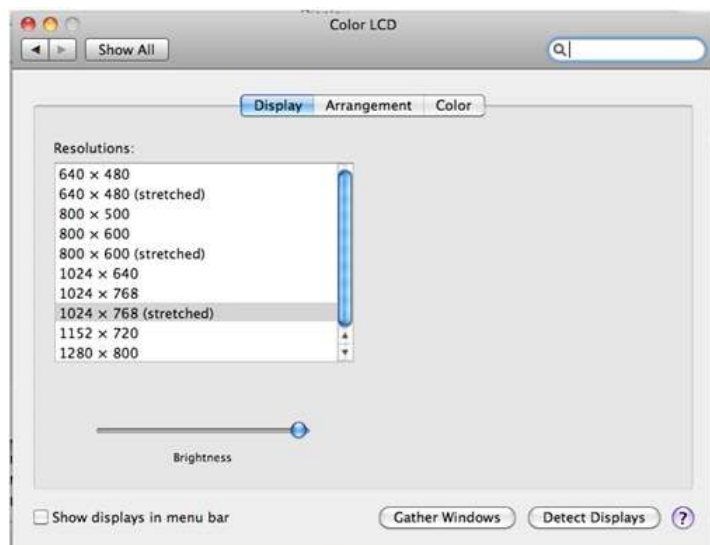 Color LCD
Show All
Display Arrangement Color
Resolutions:
640 × 480
640 × 480 (stretched)
800 × 500
800 × 600
800 × 600 (stretched)
1024 × 640
1024 × 768
1024 × 768 (stretched)
1152 × 720
1280 × 800
Brightness
Show displays in menu bar
Gather Windows Detect Displays ?